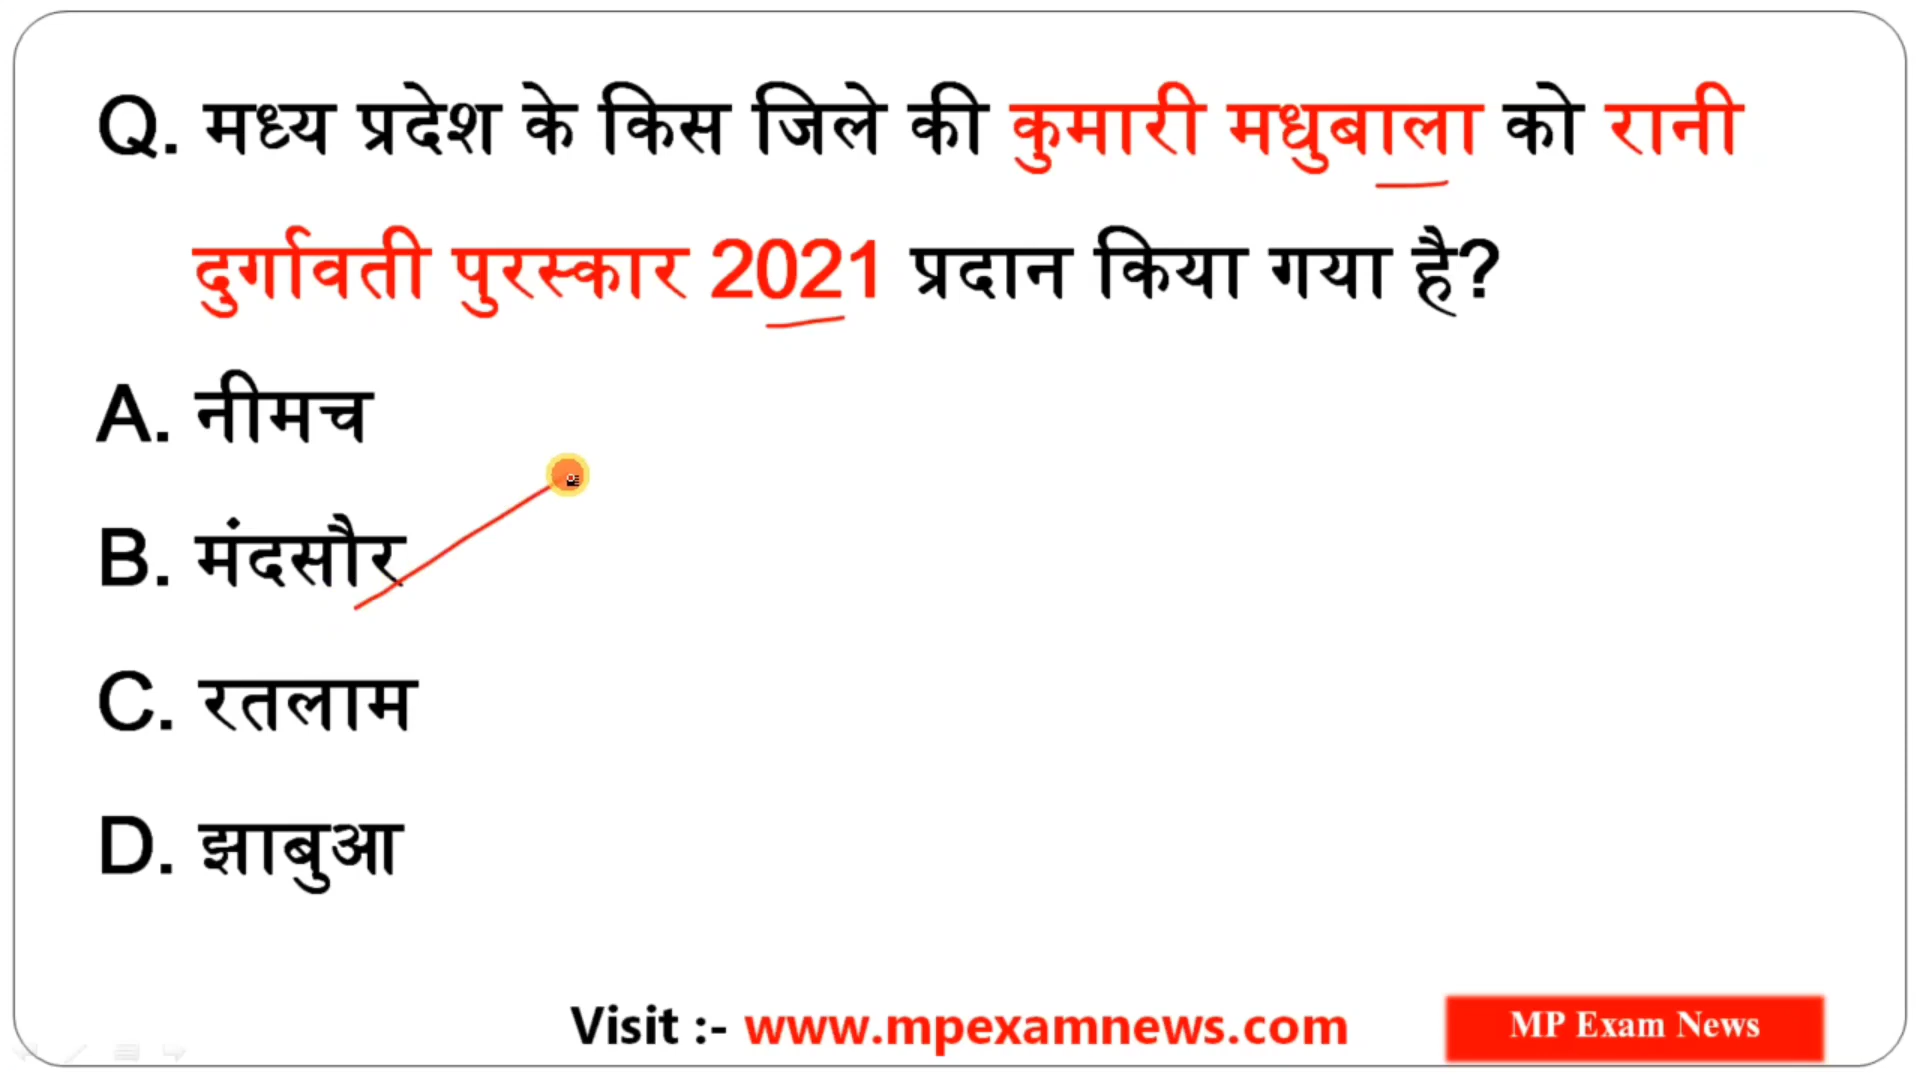 Q. मध्य प्रदेश के किस जिले की कुमारी मधुबाला को रानी
दुर्गावती पुरस्कार 2021 प्रदान किया गया है?
A. नीमच
B. मंदसौर
C. रतलाम
D. झाबुआ
Visit :- www.mpexamnews.com
MP Exam News